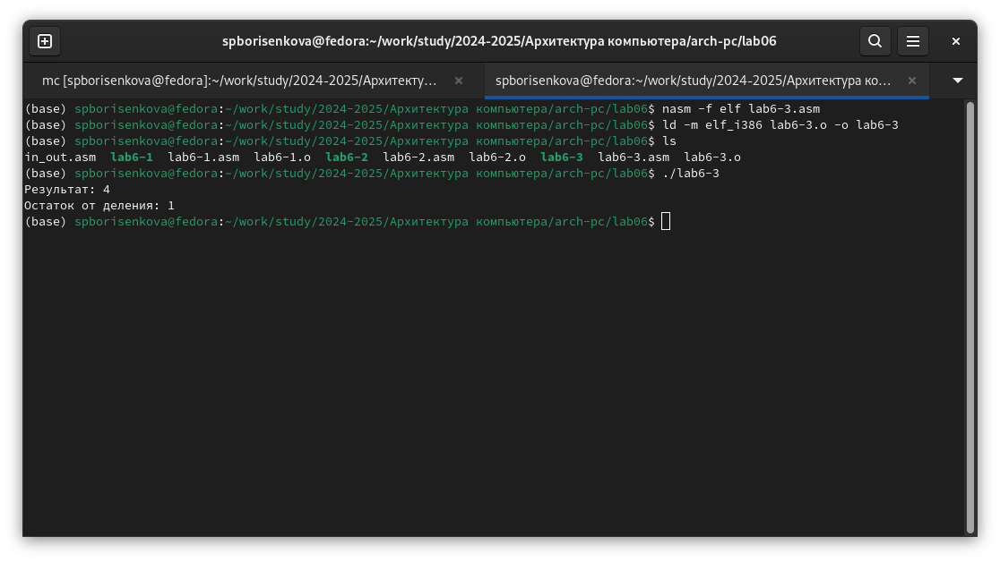 spborisenkova@fedora:~/work/study/2024-2025/Архитектура компьютера/arch-pc/lab06
mc [spborisenkova@fedora]:~/work/study/2024-2025/Архитекту…
spborisenkova@fedora:~/work/study/2024-2025/Архитектура ко…
(base) spborisenkova@fedora:~/work/study/2024-2025/Архитектура компьютера/arch-pc/lab06$ nasm -f elf lab6-3.asm
(base) spborisenkova@fedora:~/work/study/2024-2025/Архитектура компьютера/arch-pc/lab06$ ld -m elf_i386 lab6-3.o -o lab6-3
(base) spborisenkova@fedora:~/work/study/2024-2025/Архитектура компьютера/arch-pc/lab06$ ls
in_out.asm  lab6-1  lab6-1.asm  lab6-1.o  lab6-2  lab6-2.asm  lab6-2.o  lab6-3  lab6-3.asm  lab6-3.o
(base) spborisenkova@fedora:~/work/study/2024-2025/Архитектура компьютера/arch-pc/lab06$ ./lab6-3
Результат: 4
Остаток от деления: 1
(base) spborisenkova@fedora:~/work/study/2024-2025/Архитектура компьютера/arch-pc/lab06$